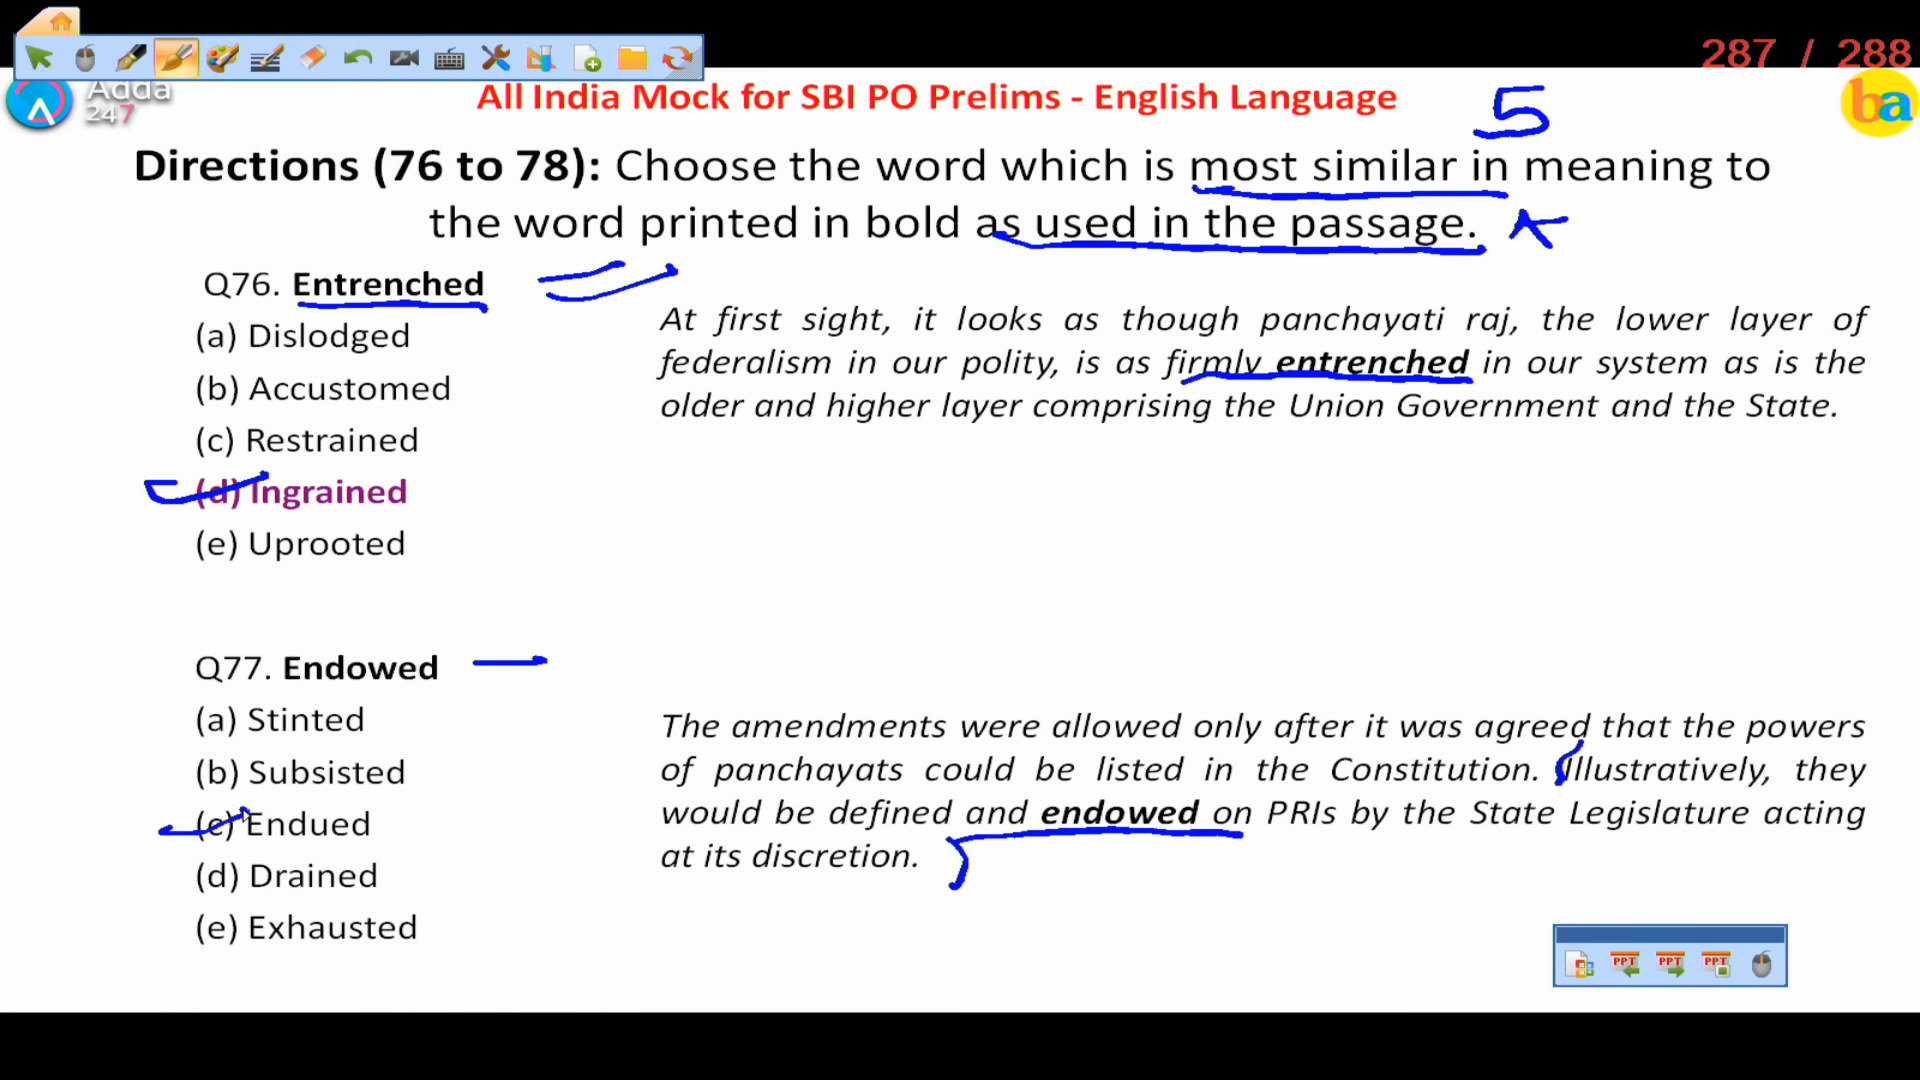 287 / 288
Adda
247
All India Mock for SBI PO Prelims - English Language
5
ba
Directions (76 to 78): Choose the word which is most similar in meaning to
the word printed in bold as used in the passage.
Q76. Entrenched
(a) Dislodged
(b) Accustomed
(c) Restrained
(d) Ingrained
(e) Uprooted
At first sight, it looks as though panchayati raj, the lower layer of
federalism in our polity, is as firmly entrenched in our system as is the
older and higher layer comprising the Union Government and the State.
Q77. Endowed
(a) Stinted
(b) Subsisted
(c) Endued
(d) Drained
(e) Exhausted
The amendments were allowed only after it was agreed that the powers
of panchayats could be listed in the Constitution. Illustratively, they
would be defined and endowed on PRIs by the State Legislature acting
at its discretion.
PPT PPT PPT